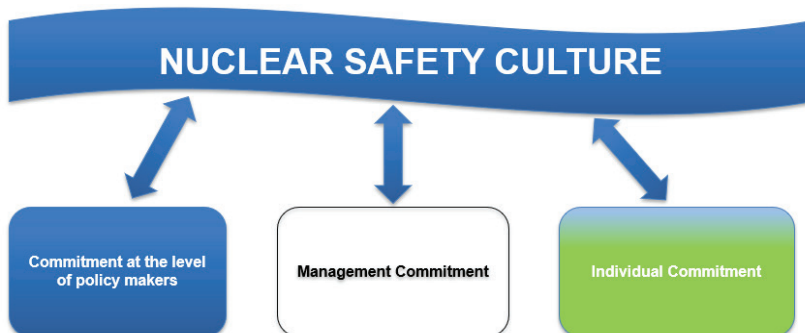 NUCLEAR SAFETY CULTURE
Commitment at the level
of policy makers
Management Commitment
Individual Commitment